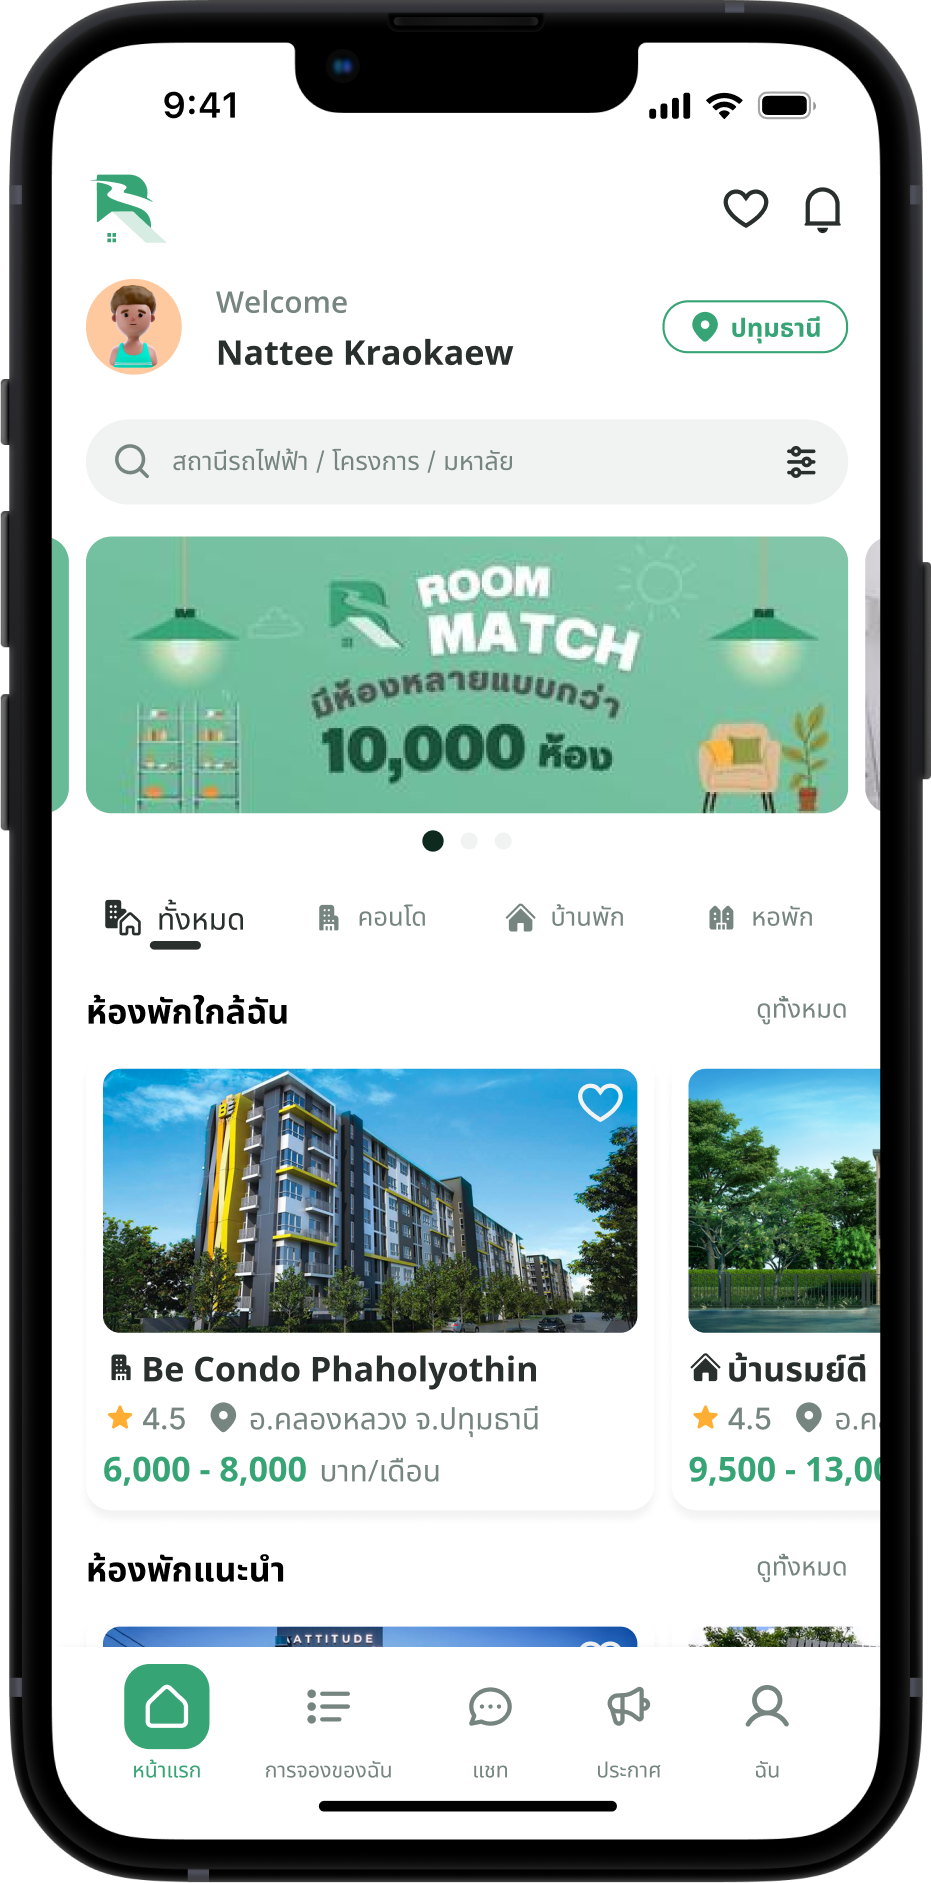 9:41
Welcome
Nattee Kraokaew
ปทุมธานี
สถานีรถไฟฟ้า / โครงการ / มหาลัย
ROOM
MATCH
มีห้องหลายแบบกว่า
10,000 ห้อง
ทั้งหมด คอนโด บ้านพัก หอพัก
ห้องพักใกล้ฉัน ดูทั้งหมด
Be Condo Phaholyothin
4.5 อ.คลองหลวง จ.ปทุมธานี
6,000 - 8,000 บาท/เดือน
บ้านรมย์ดี
4.5
9,500 - 13,00
ห้องพักแนะนำ ดูทั้งหมด
ATTITUDE
หน้าแรก การจองของฉัน แชท ประกาศ ฉัน